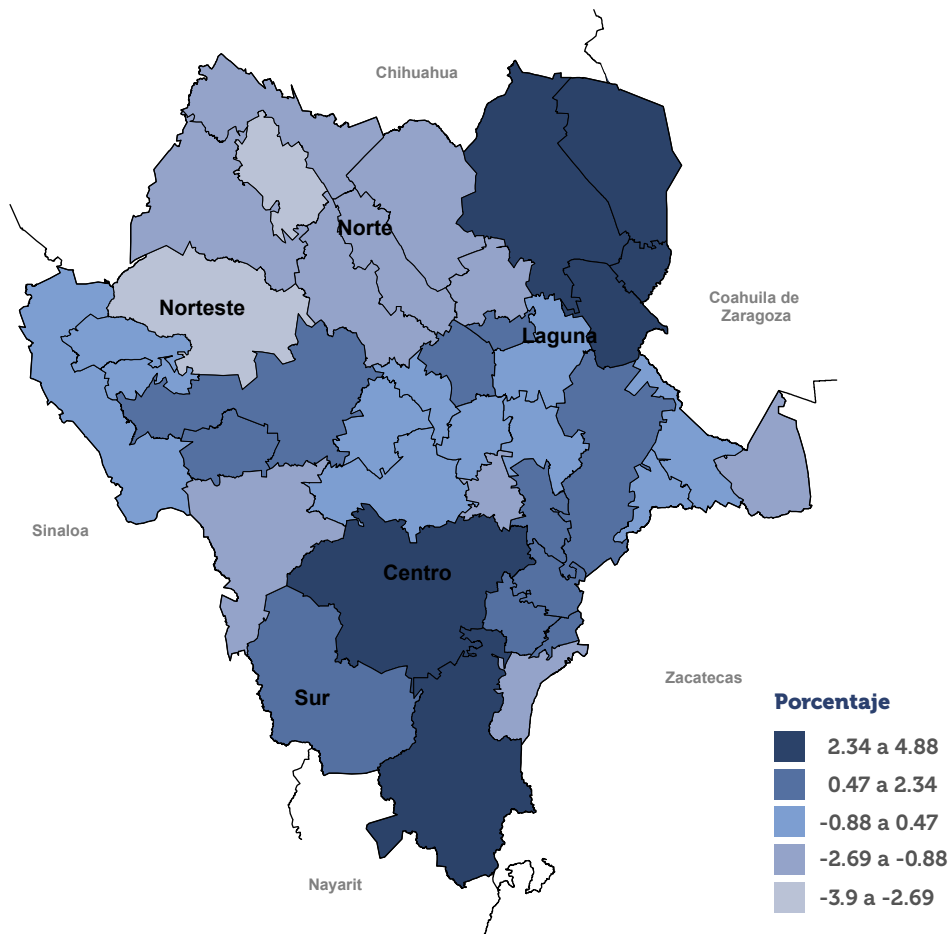 Chihuahua
Norte
Norteste
Coahuila de
Zaragoza
Laguna
Sinaloa
Centro
Zacatecas
Sur
Nayarit
Porcentaje
2.34 a 4.88
0.47 a 2.34
-0.88 a 0.47
-2.69 a -0.88
-3.9 a -2.69